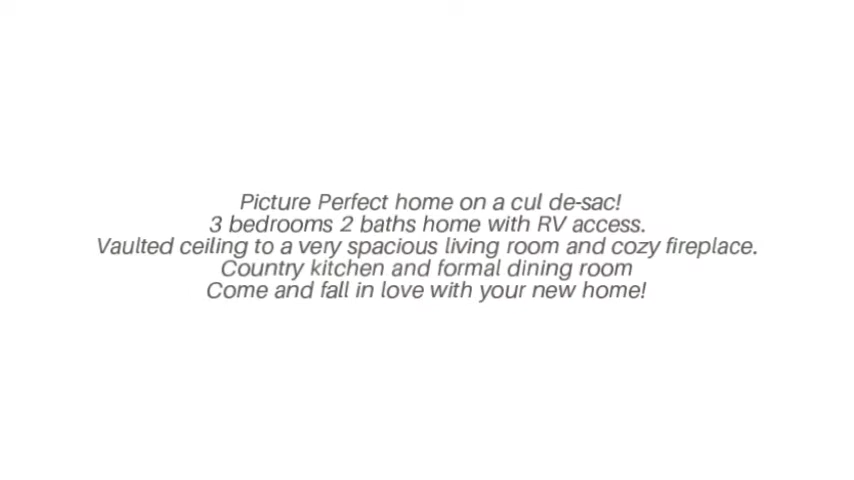 Picture Perfect home on a cul de-sac!
3 bedrooms 2 baths home with RV access.
Vaulted ceiling to a very spacious living room and cozy fireplace.
Country kitchen and formal dining room
Come and fall in love with your new home!